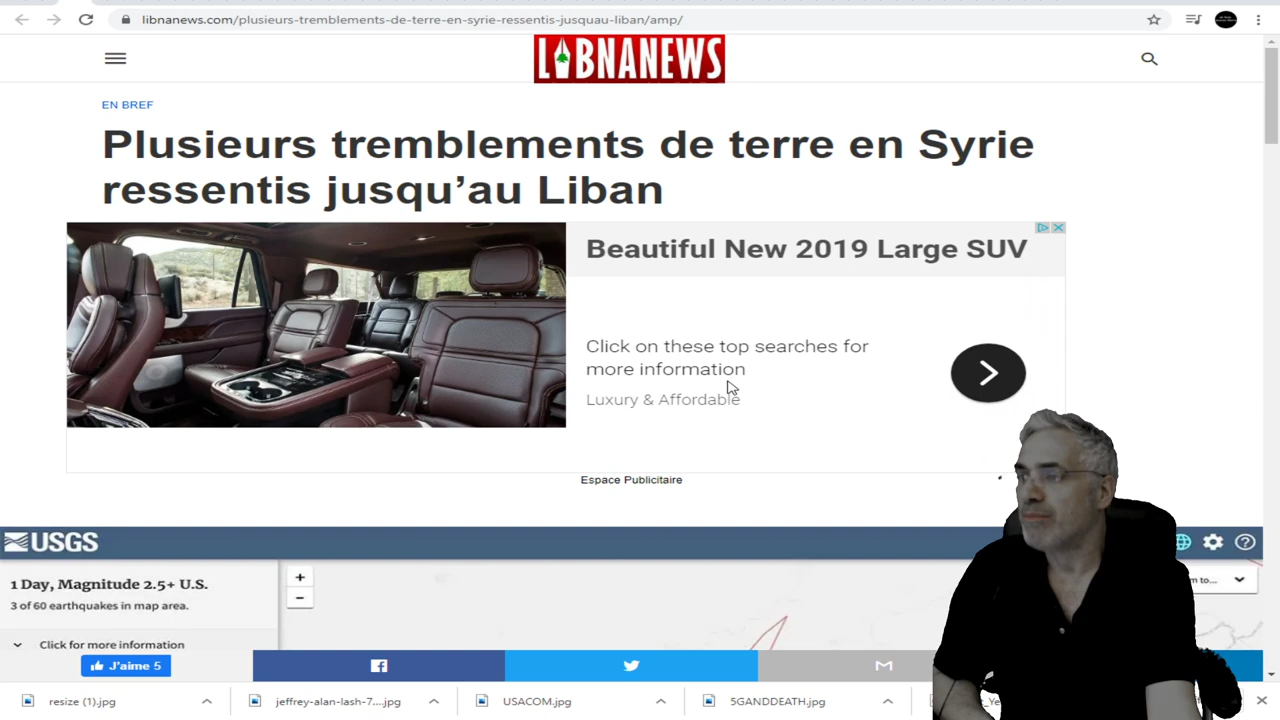 libnanews.com/plusieurs-tremblements-de-terre-en-syrie-ressentis-jusquau-liban/amp/
LIBNANEWS
EN BREF
Plusieurs tremblements de terre en Syrie
ressentis jusqu’au Liban
Beautiful New 2019 Large SUV
Click on these top searches for
more information
Luxury & Affordable
Espace Publicitaire
USGS
1 Day, Magnitude 2.5+ U.S.
3 of 60 earthquakes in map area.
Click for more information
J'aime 5
resize (1).jpg
jeffrey-alan-lash-7....jpg
USACOM.jpg
5GANDDEATH.jpg